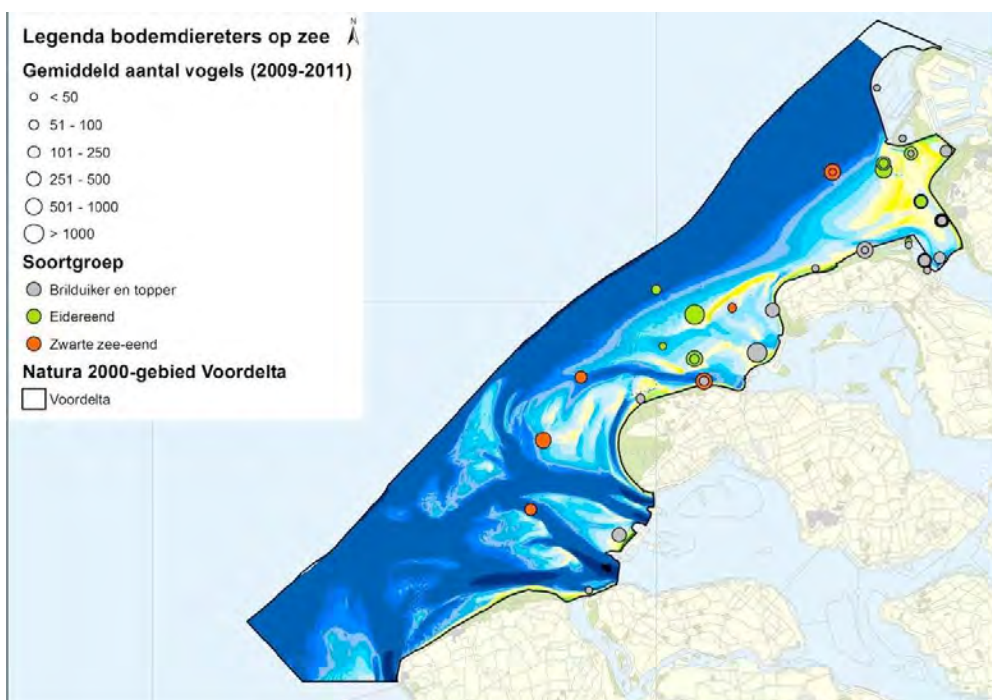 Legenda bodemdiereters op zee
N
Gemiddeld aantal vogels (2009-2011)
< 50
51 - 100
101 - 250
251 - 500
501 - 1000
> 1000
Soortgroep
Brilduiker en topper
Eidereend
Zwarte zee-eend
Natura 2000-gebied Voordelta
Voordelta